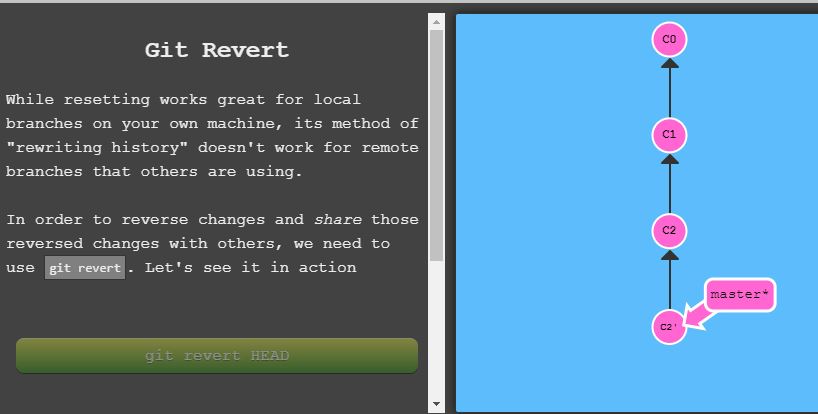 Git Revert
While resetting works great for local
branches on your own machine, its method of
"rewriting history" doesn't work for remote
branches that others are using.
In order to reverse changes and share those
reversed changes with others, we need to
use git revert. Let's see it in action
git revert HEAD
C0
C1
C2
master*
C2'